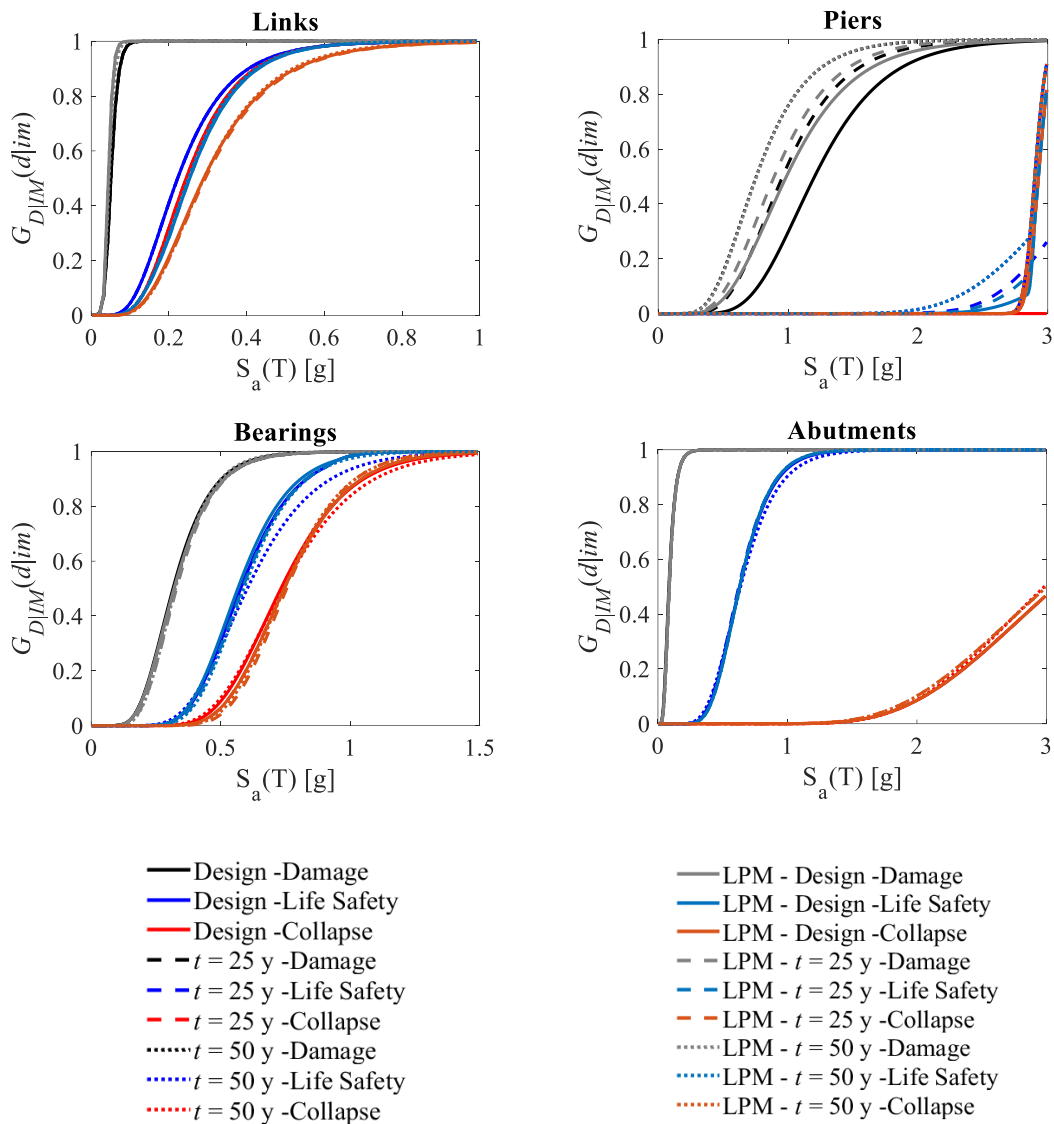 Links
1
0.8
0.6
0.4
0.2
0
0 0.2 0.4 0.6 0.8 1
G_{D|IM}(d|im)
S_a(T) [g]
Piers
1
0.8
0.6
0.4
0.2
0
0 1 2 3
G_{D|IM}(d|im)
S_a(T) [g]
Bearings
1
0.8
0.6
0.4
0.2
0
0 0.5 1 1.5
G_{D|IM}(d|im)
S_a(T) [g]
Abutments
1
0.8
0.6
0.4
0.2
0
0 1 2 3
G_{D|IM}(d|im)
S_a(T) [g]
Design -Damage
Design -Life Safety
Design -Collapse
t = 25 y -Damage
t = 25 y -Life Safety
t = 25 y -Collapse
t = 50 y -Damage
t = 50 y -Life Safety
t = 50 y -Collapse
LPM - Design -Damage
LPM - Design -Life Safety
LPM - Design -Collapse
LPM - t = 25 y -Damage
LPM - t = 25 y -Life Safety
LPM - t = 25 y -Collapse
LPM - t = 50 y -Damage
LPM - t = 50 y -Life Safety
LPM - t = 50 y -Collapse